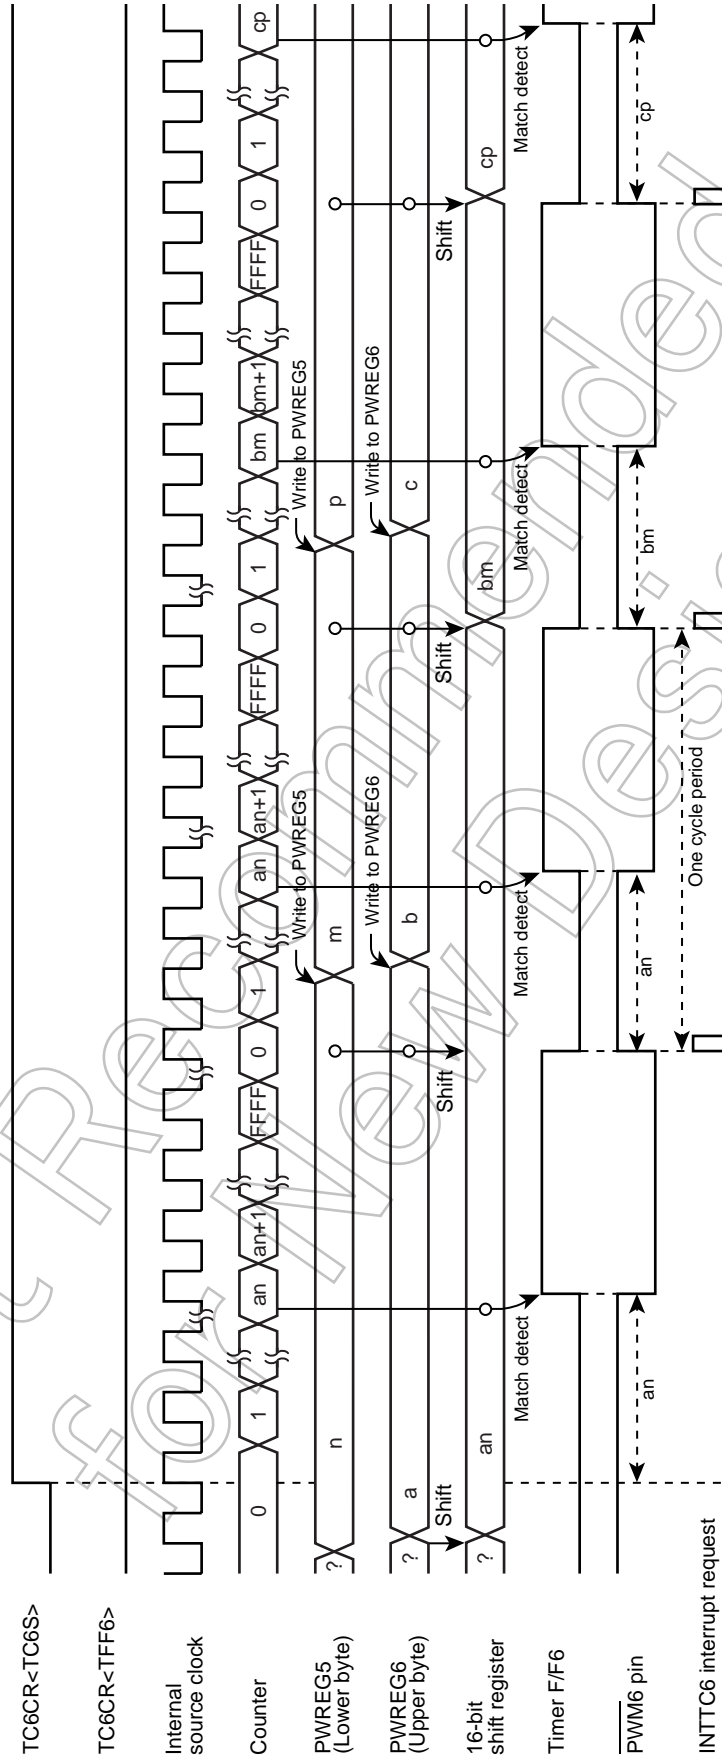 TC6CR<TC6S>
TC6CR<TFF6>
Internal
source clock
Counter
0 1 an an+1 FFFF 0 1 an an+1 FFFF 0 1 bm bm+1 FFFF 0 1 cp
Write to PWREG5
Write to PWREG5
PWREG5
(Lower byte)
? n m p
Write to PWREG6
Write to PWREG6
PWREG6
(Upper byte)
? a b c
Shift Shift Shift Shift
16-bit
shift register
? an bm cp
Match detect Match detect Match detect Match detect
Timer F/F6
PWM6 pin
an an bm cp
One cycle period
INTTC6 interrupt request
t Recommended
for New Desi